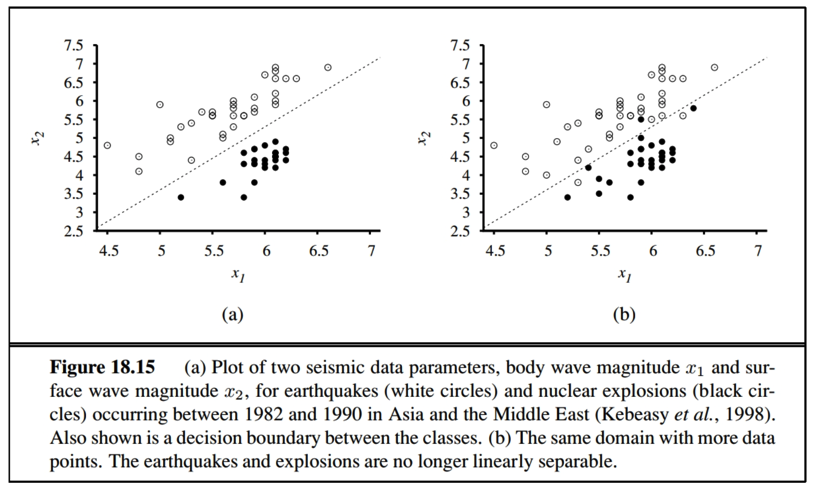 7.5
7
6.5
6
5.5
5
4.5
4
3.5
3
2.5
x2
4.5 5 5.5 6 6.5 7
x1
(a)
7.5
7
6.5
6
5.5
5
4.5
4
3.5
3
2.5
x2
4.5 5 5.5 6 6.5 7
x1
(b)
Figure 18.15 (a) Plot of two seismic data parameters, body wave magnitude x1 and sur-
face wave magnitude x2, for earthquakes (white circles) and nuclear explosions (black cir-
cles) occurring between 1982 and 1990 in Asia and the Middle East (Kebeasy et al., 1998).
Also shown is a decision boundary between the classes. (b) The same domain with more data
points. The earthquakes and explosions are no longer linearly separable.